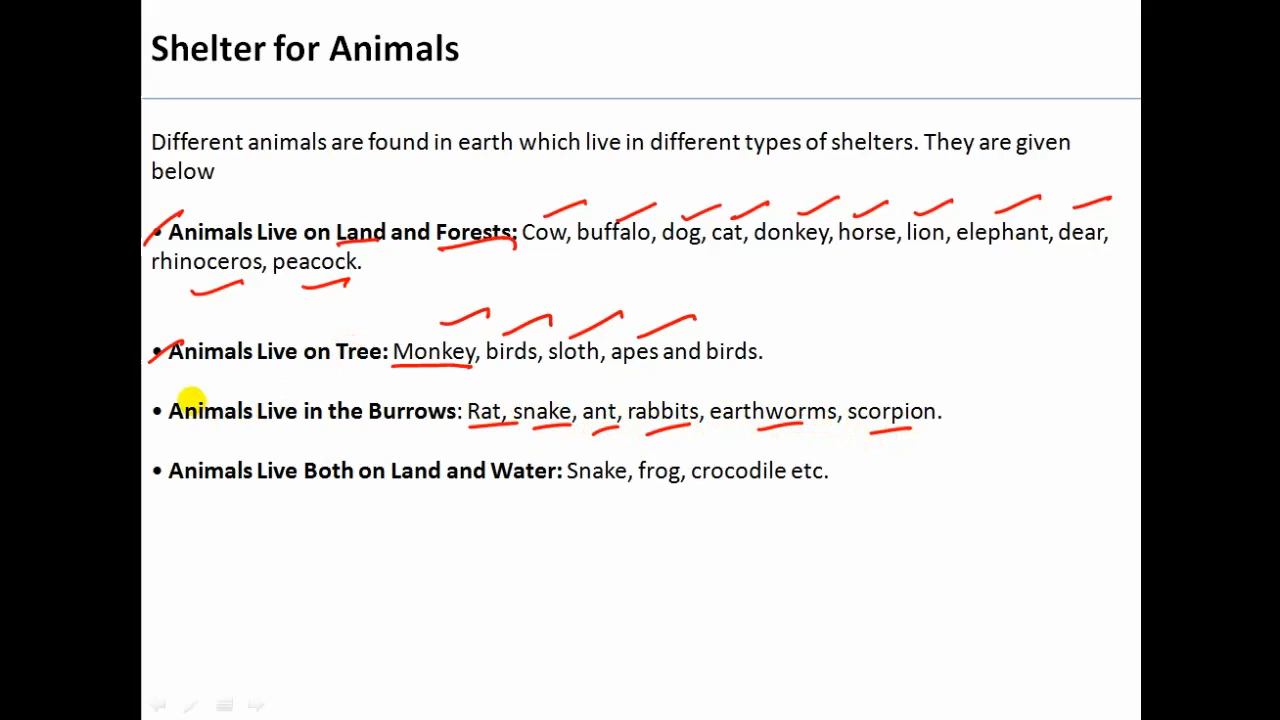 Shelter for Animals
Different animals are found in earth which live in different types of shelters. They are given
below
• Animals Live on Land and Forests: Cow, buffalo, dog, cat, donkey, horse, lion, elephant, dear,
rhinoceros, peacock.
• Animals Live on Tree: Monkey, birds, sloth, apes and birds.
• Animals Live in the Burrows: Rat, snake, ant, rabbits, earthworms, scorpion.
• Animals Live Both on Land and Water: Snake, frog, crocodile etc.